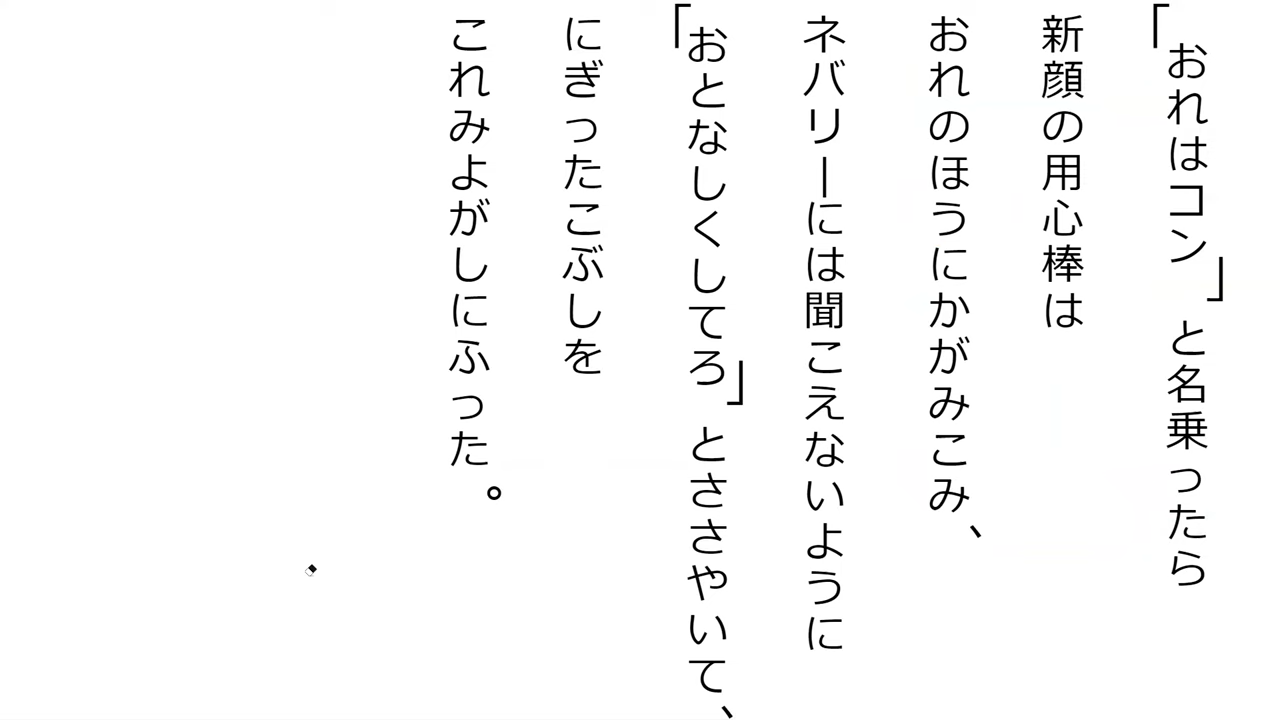 「おれはコン」と名乗ったら
新顔の用心棒は
おれのほうにかがみこみ、
ネバリーには聞こえないように
「おとなしくしてろ」とささやいて、
にぎったこぶしを
これみよがしにふった。